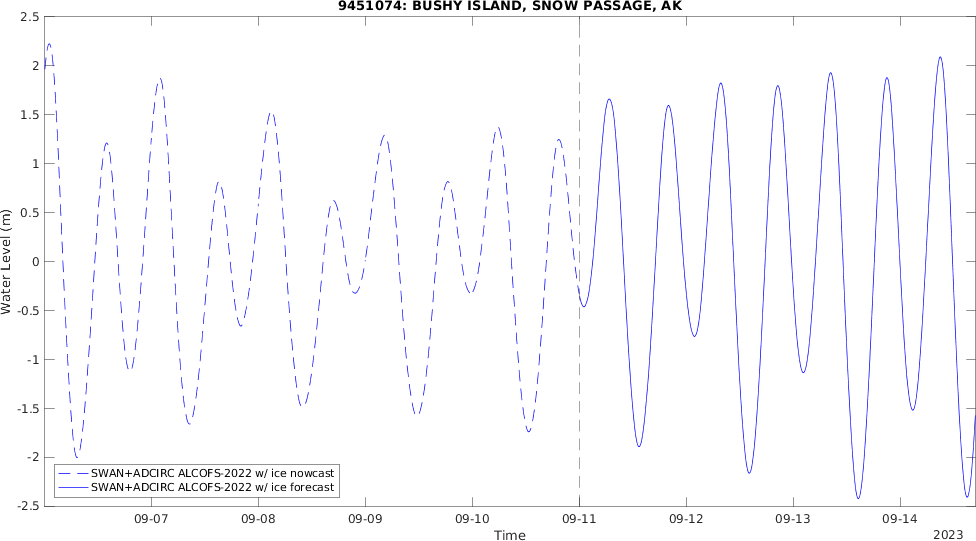 9451074: BUSHY ISLAND, SNOW PASSAGE, AK
2.5
2
1.5
1
0.5
0
-0.5
-1
-1.5
-2
-2.5
Water Level (m)
SWAN+ADCIRC ALCOFS-2022 w/ ice nowcast
SWAN+ADCIRC ALCOFS-2022 w/ ice forecast
09-07 09-08 09-09 09-10 09-11 09-12 09-13 09-14
Time
2023